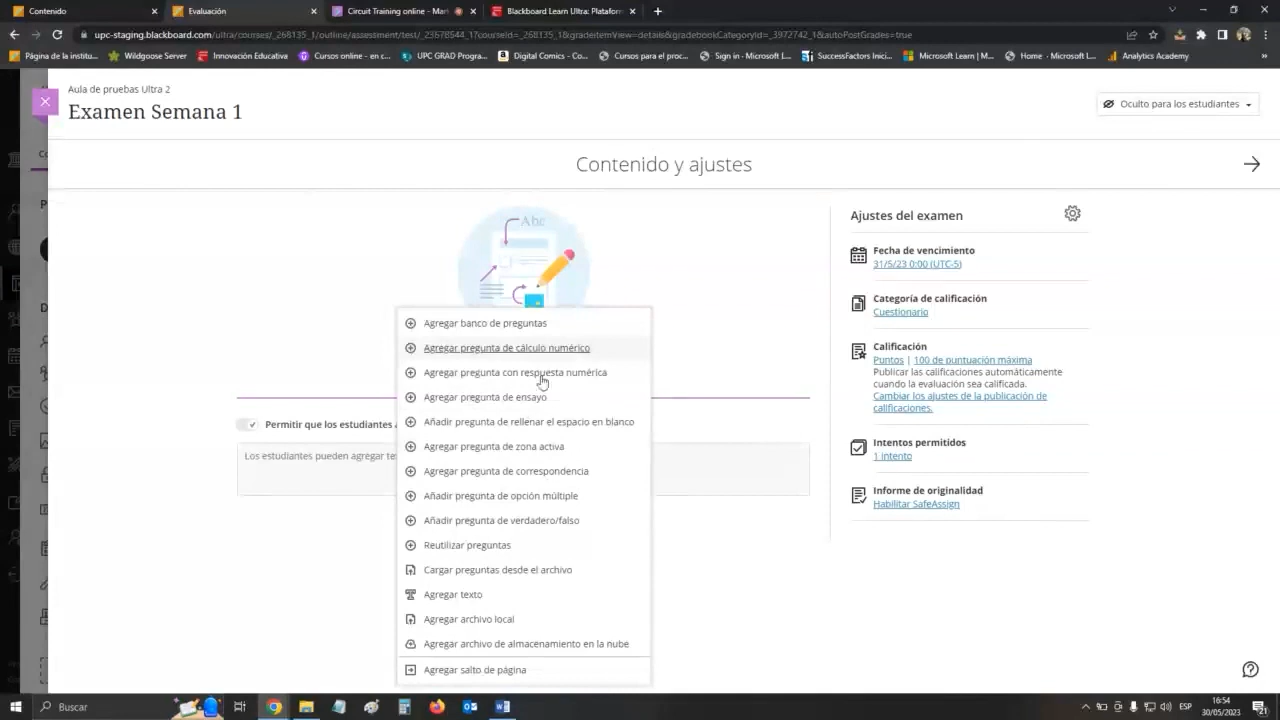 Contenido
Evaluación
Circuit Training online - Mar
Blackboard Learn Ultra: Plataform
upc-staging.blackboard.com/ultra/courses/_268135_1/outline/assessment/test/_23578544_1?courseId=_268135_1&gradeitemView=details&gradebookCategoryId=_3972742_1&autoPostGrades=true
Página de la institu...
Wildgoose Server
Innovación Educativa
Cursos online - en c...
UPC GRAD Progra...
Digital Comics - Co...
Cursos para el proc...
Sign in - Workshop L...
SuccessFactors Inici...
Microsoft Learn | M...
Home - Microsoft L...
Analytics Academy
Aula de pruebas Ultra 2
Examen Semana 1
Oculto para los estudiantes
Contenido y ajustes
Abc
Ajustes del examen
Fecha de vencimiento
31/5/23 0:00 (UTC-5)
Categoría de calificación
Cuestionario
Calificación
Puntos | 100 de puntuación máxima
Publicar las calificaciones automáticamente
cuando la evaluación sea calificada.
Cambiar los ajustes de la publicación de
calificaciones.
Intentos permitidos
1 intento
Informe de originalidad
Habilitar SafeAssign
Permitir que los estudiantes
Los estudiantes pueden agregar
Agregar banco de preguntas
Agregar pregunta de cálculo numérico
Agregar pregunta con respuesta numérica
Agregar pregunta de ensayo
Añadir pregunta de rellenar el espacio en blanco
Agregar pregunta de zona activa
Agregar pregunta de correspondencia
Añadir pregunta de opción múltiple
Añadir pregunta de verdadero/falso
Reutilizar preguntas
Cargar preguntas desde el archivo
Agregar texto
Agregar archivo local
Agregar archivo de almacenamiento en la nube
Agregar salto de página
Buscar
ESP
16:54
30/05/2023
21